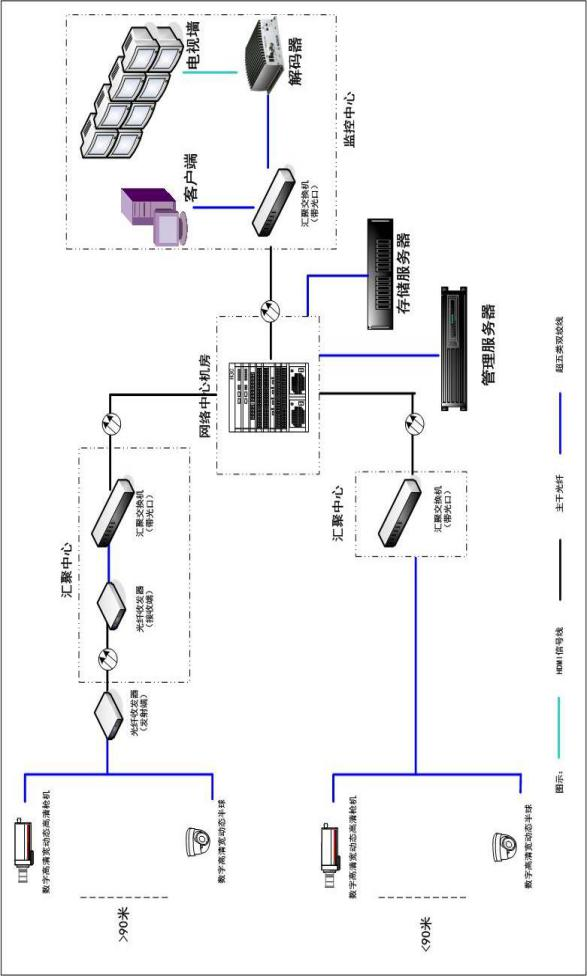 电视墙
解码器
客户端
汇聚交换机
（带光口）
监控中心
存储服务器
管理服务器
网络中心机房
H3C
汇聚中心
汇聚交换机
（带光口）
光纤收发器
（接收端）
光纤收发器
（发射端）
数字高清宽动态高清枪机
数字高清宽动态半球
>90米
汇聚中心
汇聚交换机
（带光口）
数字高清宽动态高清枪机
数字高清宽动态半球
<90米
图示：
HDMI信号线
主干光纤
超五类双绞线